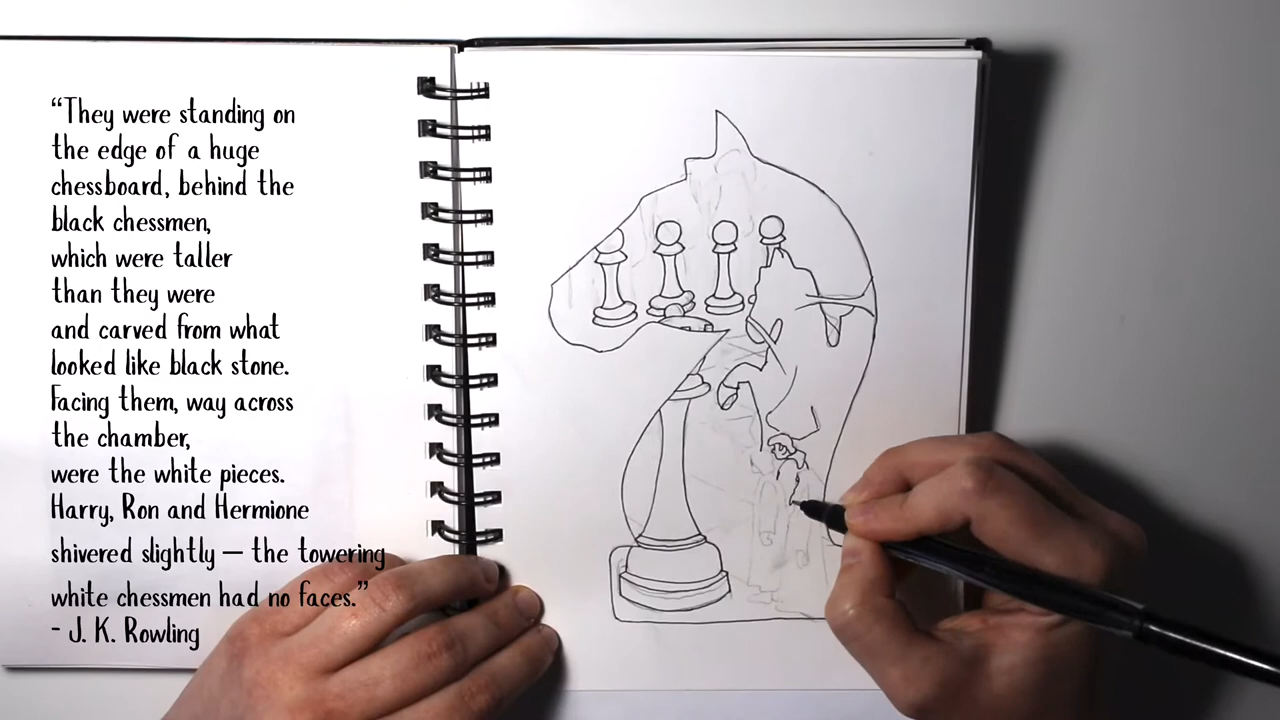 “They were standing on
the edge of a huge
chessboard, behind the
black chessmen,
which were taller
than they were
and carved from what
looked like black stone.
Facing them, way across
the chamber,
were the white pieces.
Harry, Ron and Hermione
shivered slightly — the towering
white chessmen had no faces.”
- J. K. Rowling